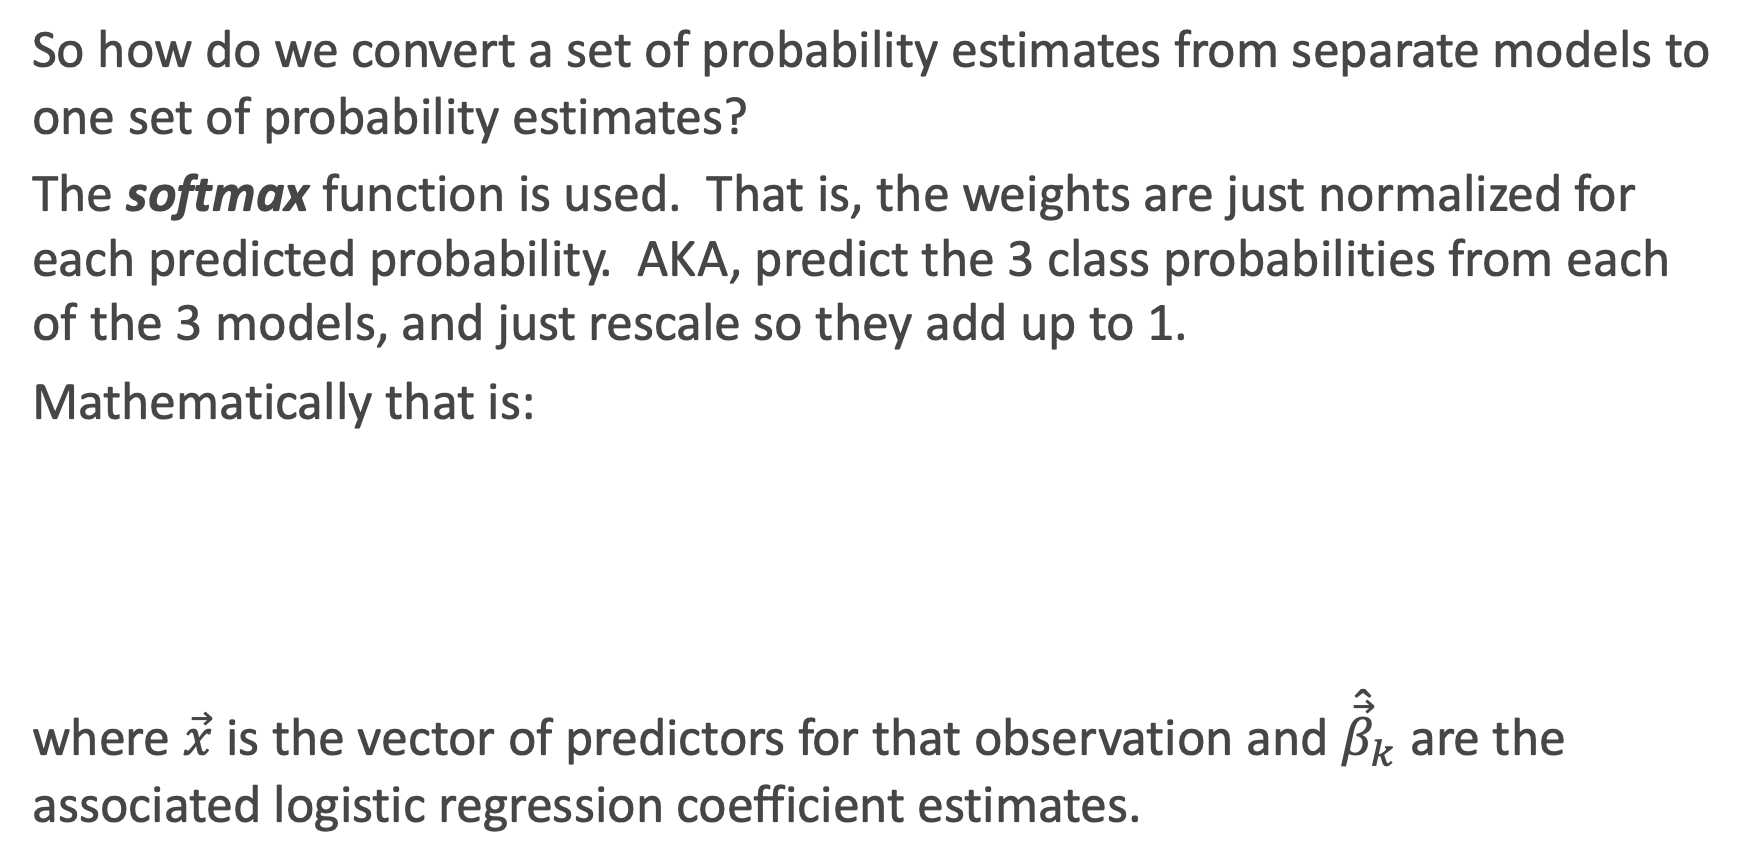 So how do we convert a set of probability estimates from separate models to
one set of probability estimates?
The softmax function is used.  That is, the weights are just normalized for
each predicted probability.  AKA, predict the 3 class probabilities from each
of the 3 models, and just rescale so they add up to 1.
Mathematically that is:
where x⃗ is the vector of predictors for that observation and β⃗̂ₖ are the
associated logistic regression coefficient estimates.